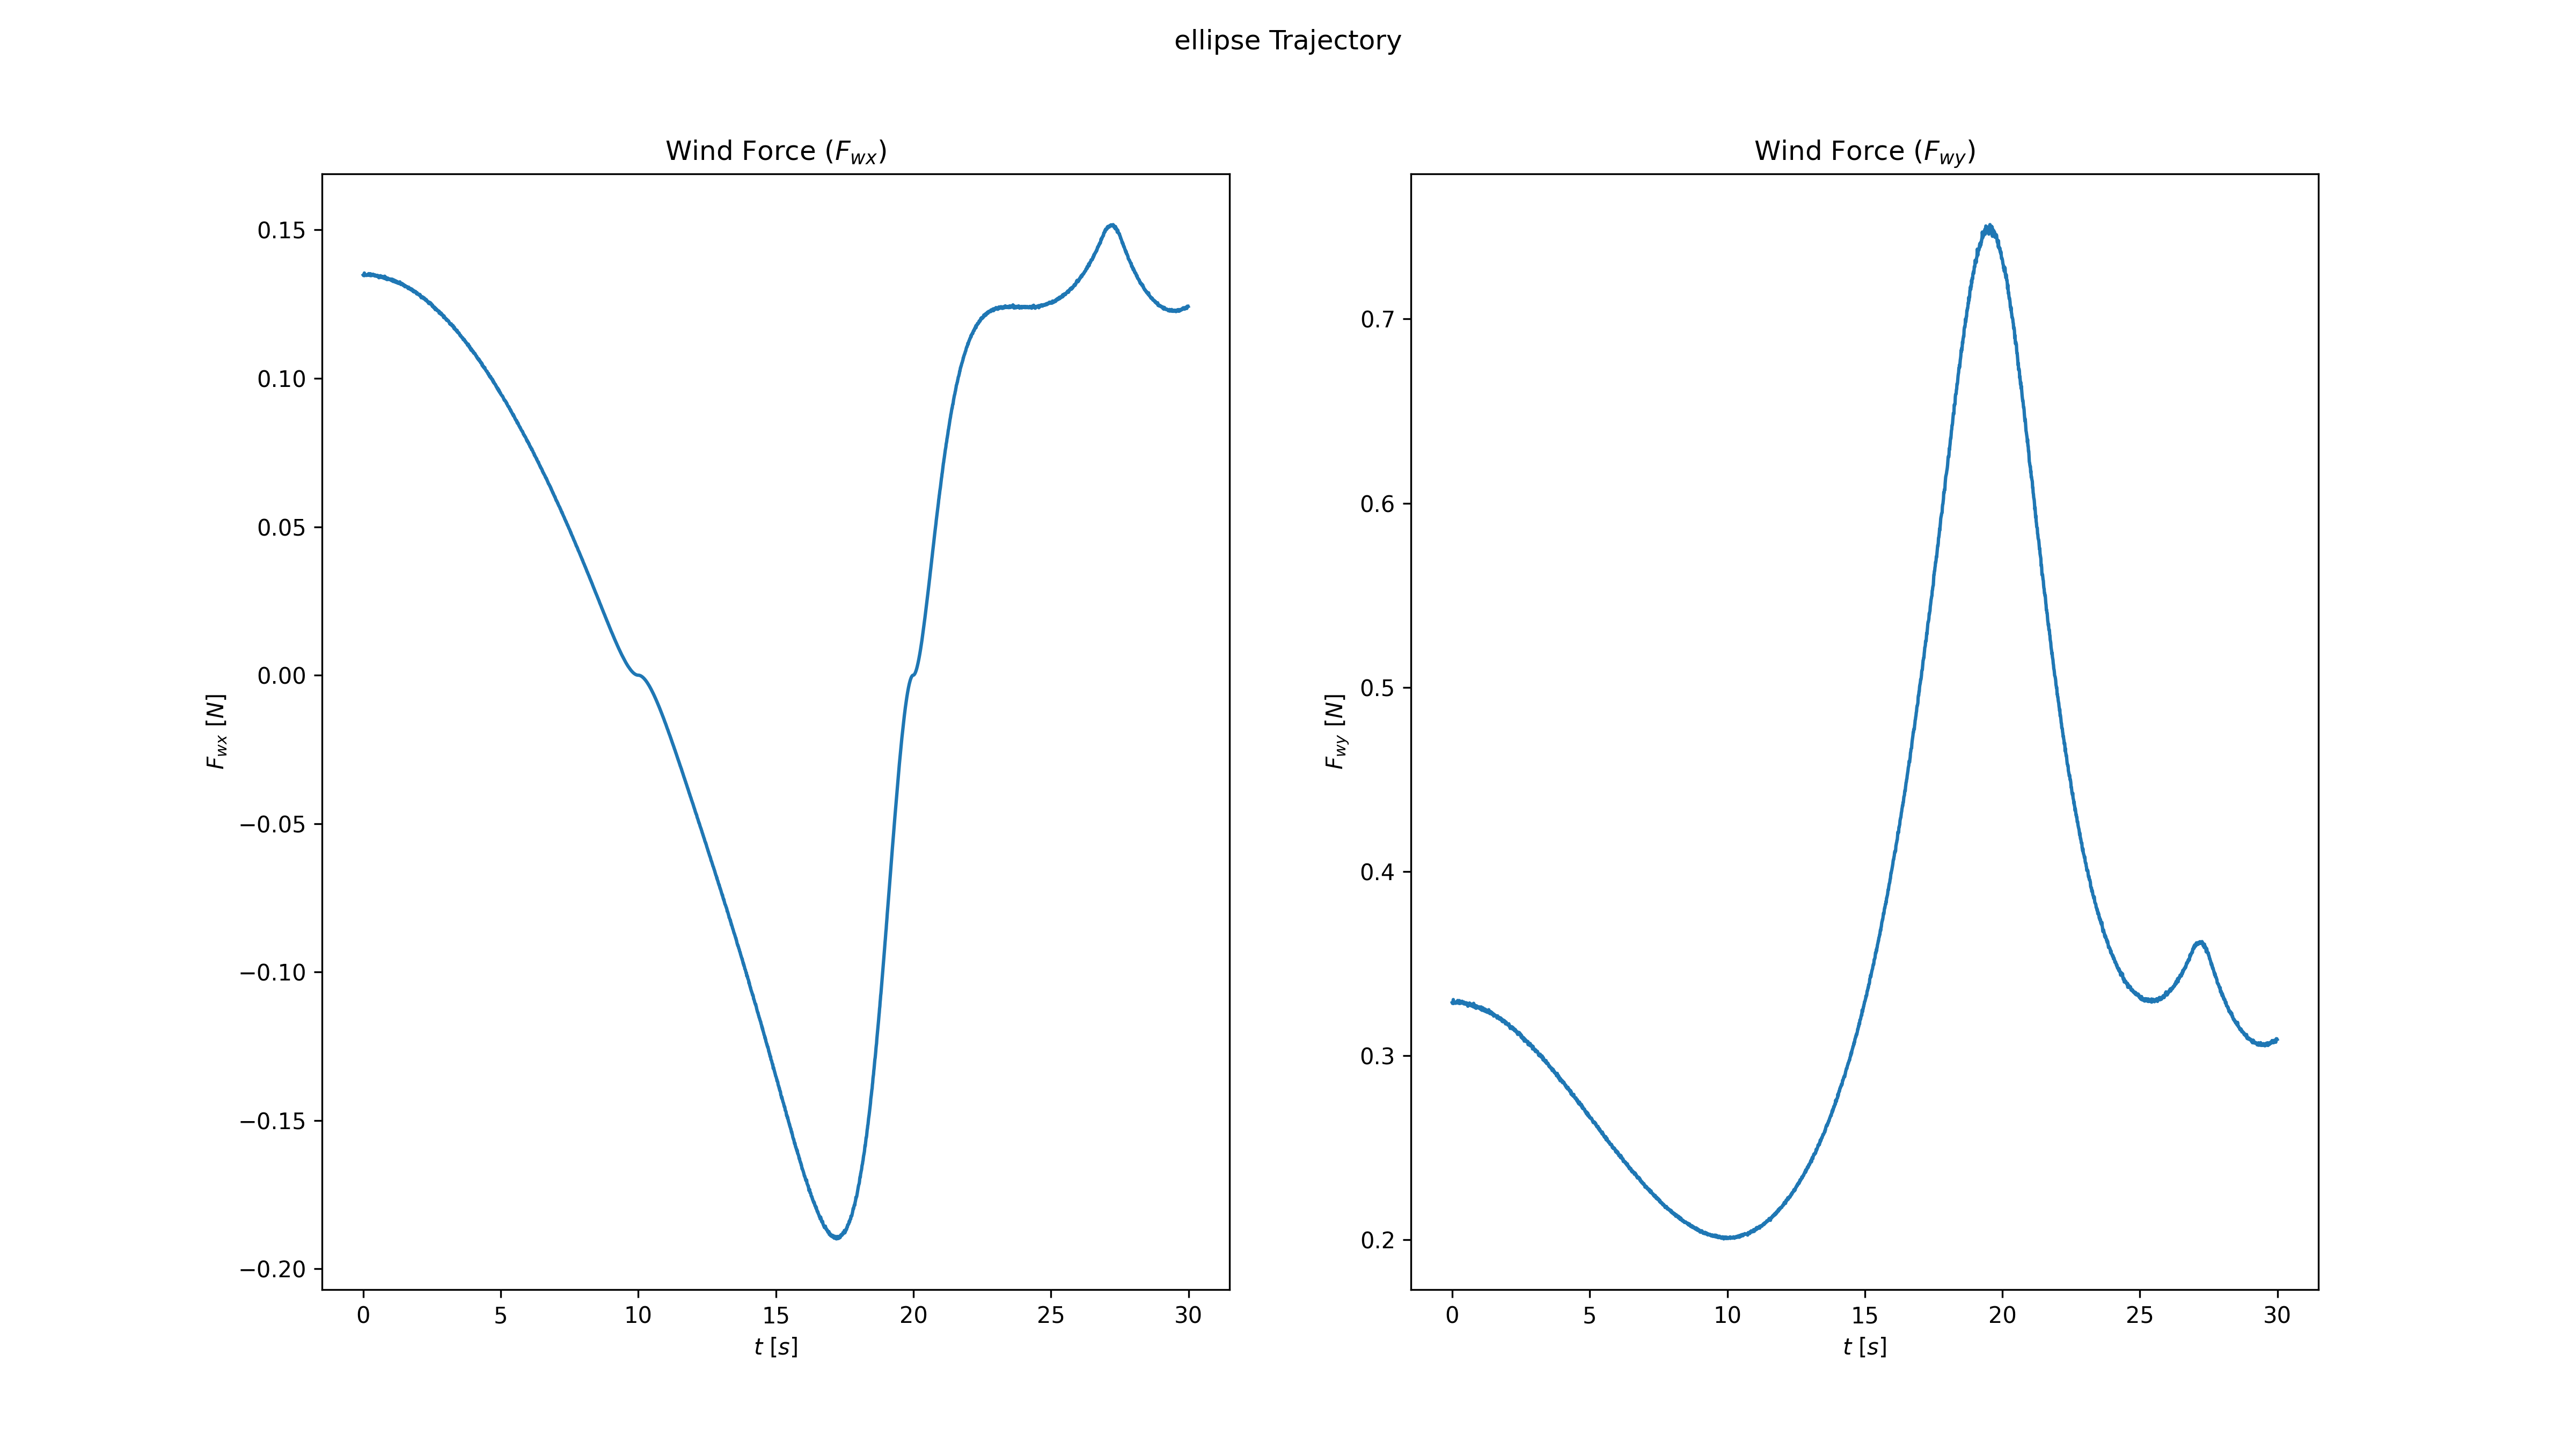 ellipse Trajectory
Wind Force (F_wx)
0.15
0.10
0.05
0.00
−0.05
−0.10
−0.15
−0.20
F_wx [N]
0 5 10 15 20 25 30
t [s]
Wind Force (F_wy)
0.7
0.6
0.5
0.4
0.3
0.2
F_wy [N]
0 5 10 15 20 25 30
t [s]